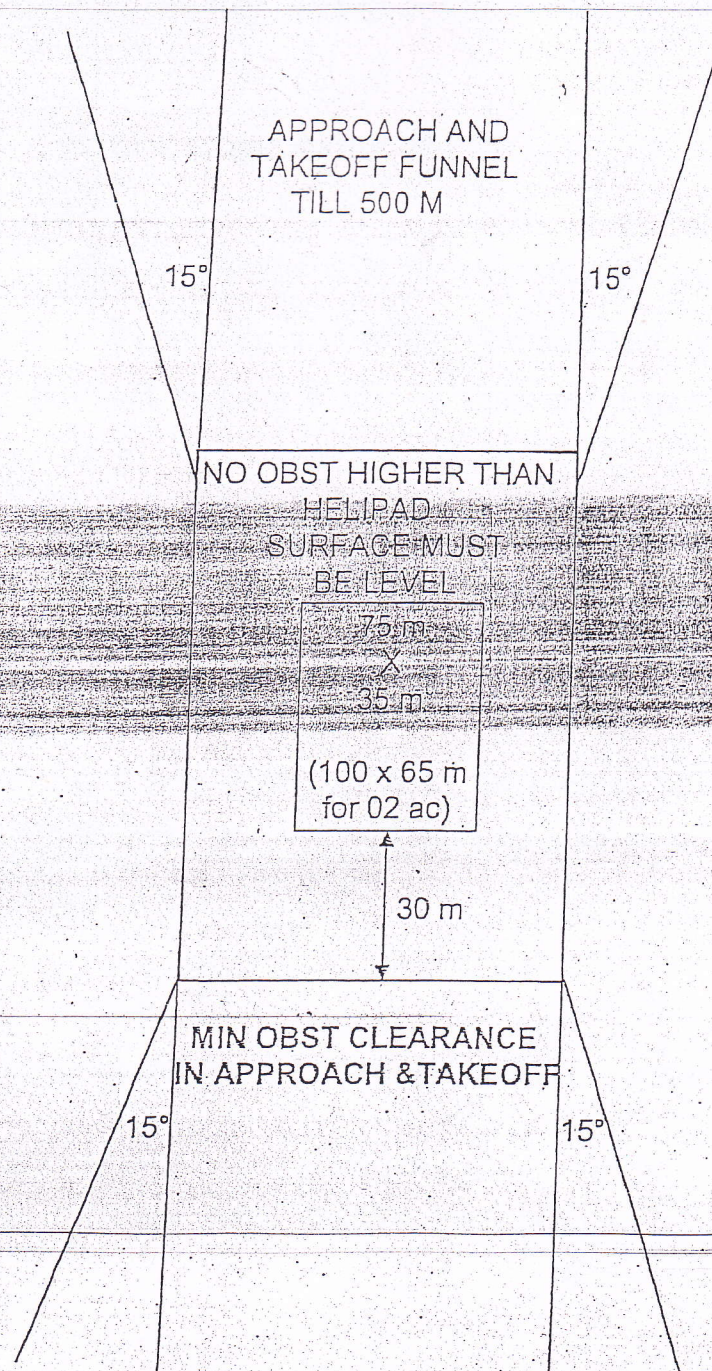 APPROACH AND
TAKEOFF FUNNEL
TILL 500 M
15°
15°
NO OBST HIGHER THAN
HELIPAD
SURFACE MUST
BE LEVEL
75 m
X
35 m
(100 x 65 m
for 02 ac)
30 m
MIN OBST CLEARANCE
IN APPROACH &TAKEOFF
15°
15°